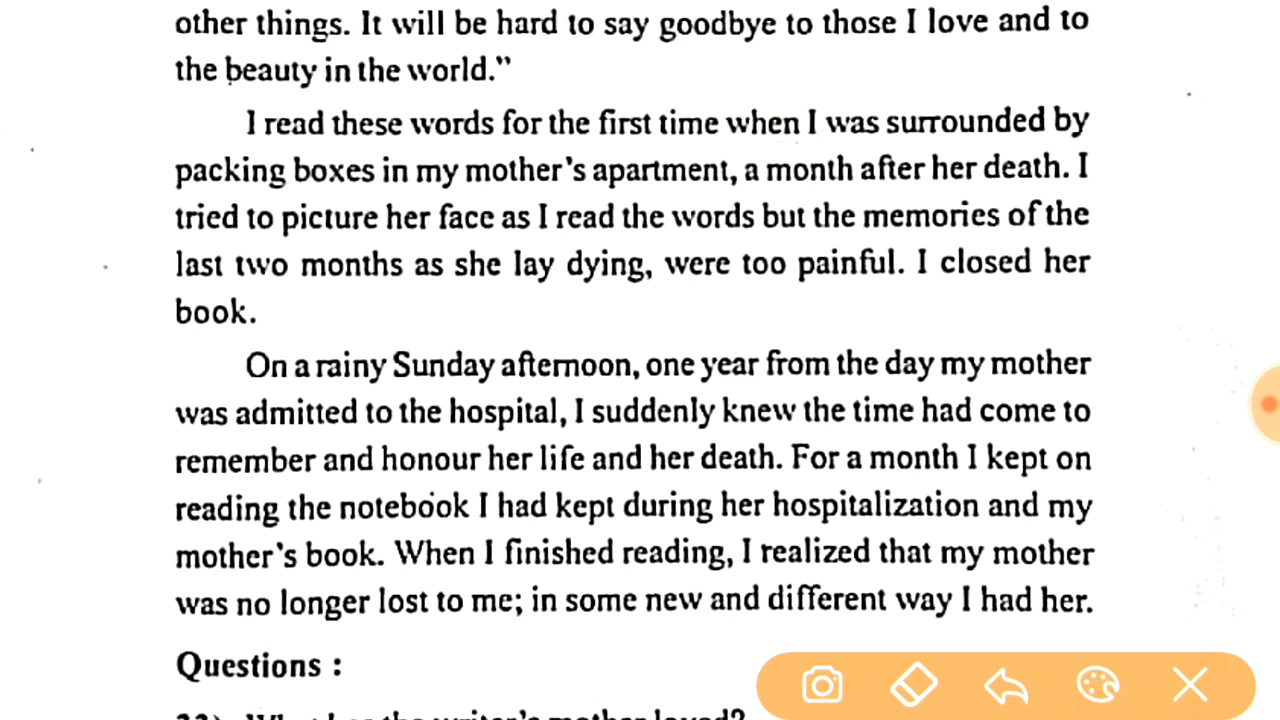 other things. It will be hard to say goodbye to those I love and to
the beauty in the world."
I read these words for the first time when I was surrounded by
packing boxes in my mother's apartment, a month after her death. I
tried to picture her face as I read the words but the memories of the
last two months as she lay dying, were too painful. I closed her
book.
On a rainy Sunday afternoon, one year from the day my mother
was admitted to the hospital, I suddenly knew the time had come to
remember and honour her life and her death. For a month I kept on
reading the notebook I had kept during her hospitalization and my
mother's book. When I finished reading, I realized that my mother
was no longer lost to me; in some new and different way I had her.
Questions :
writer's mother loved?